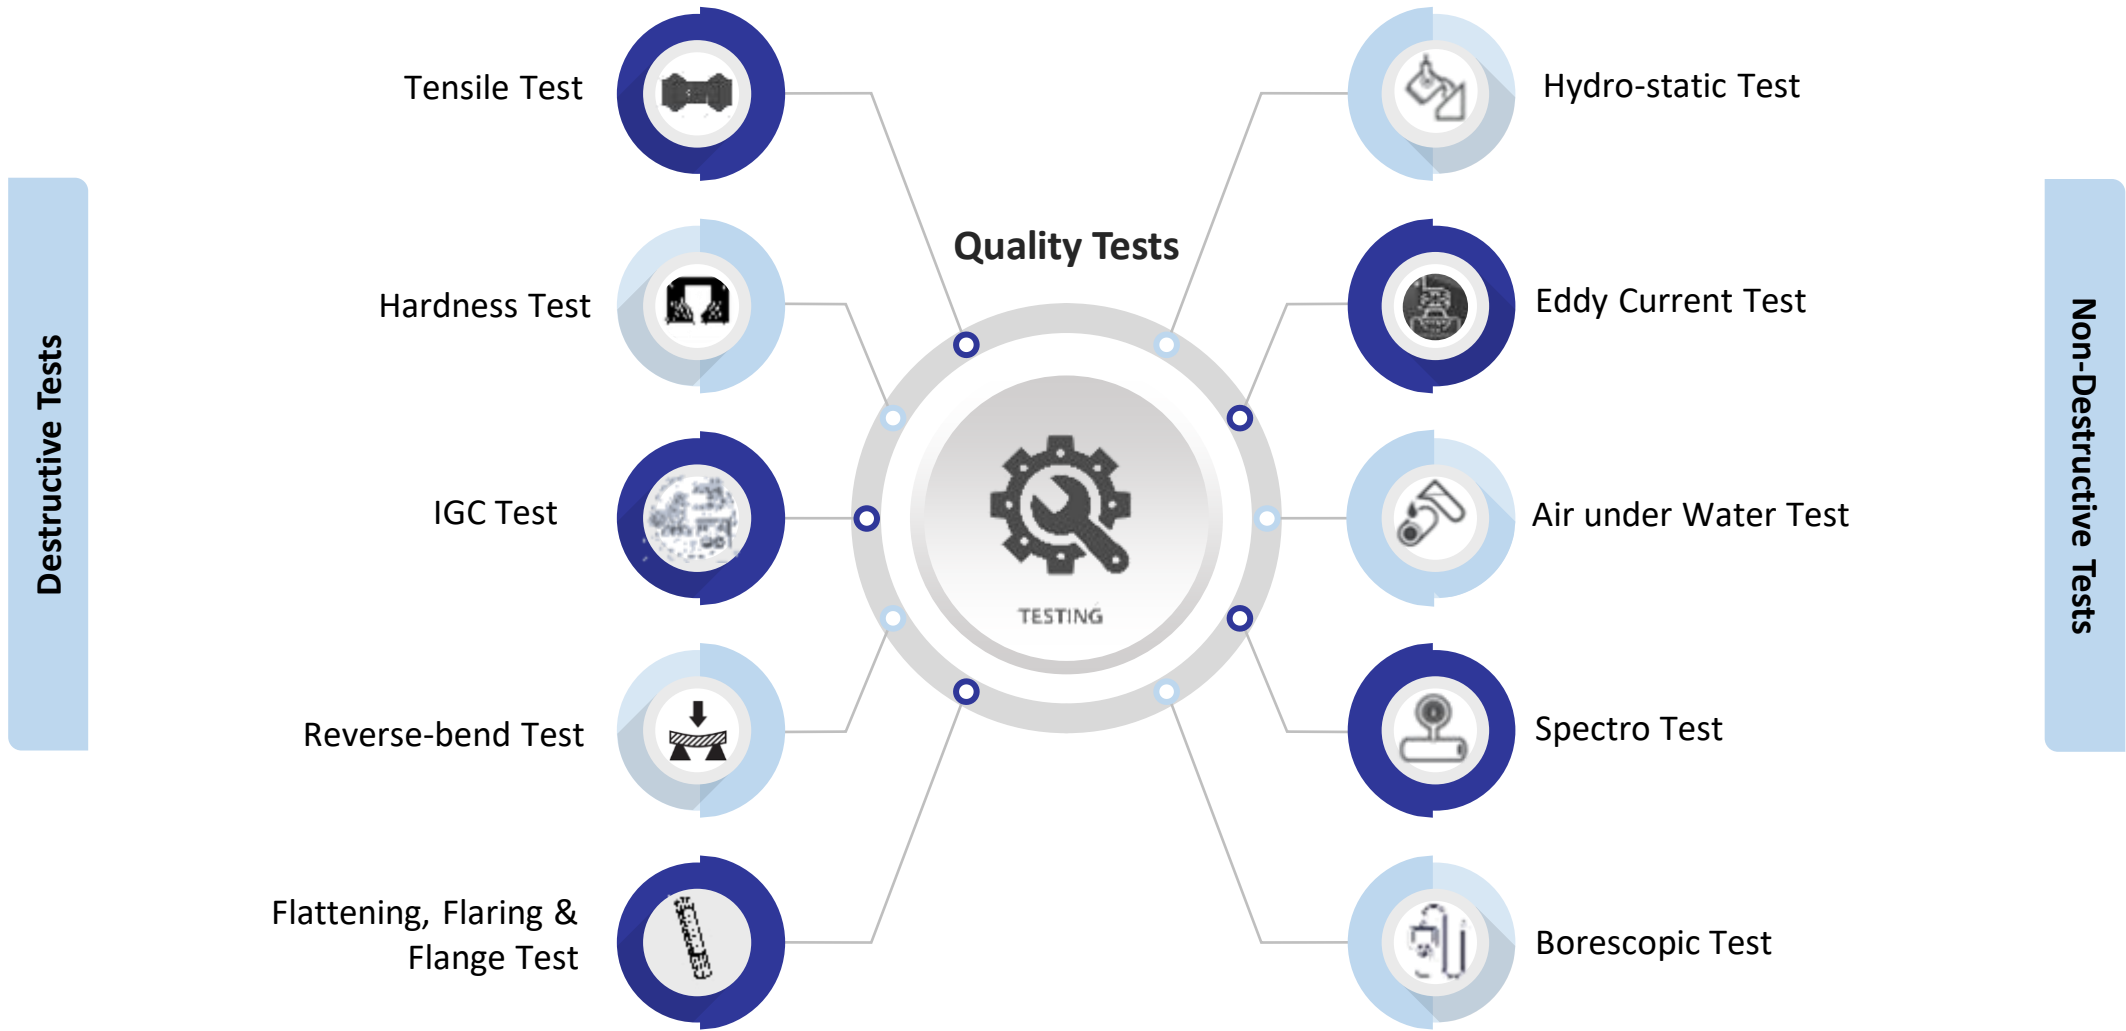 Destructive Tests
Tensile Test
Hardness Test
IGC Test
Reverse-bend Test
Flattening, Flaring &
Flange Test
Quality Tests
TESTING
Hydro-static Test
Eddy Current Test
Air under Water Test
Spectro Test
Borescopic Test
Non-Destructive Tests